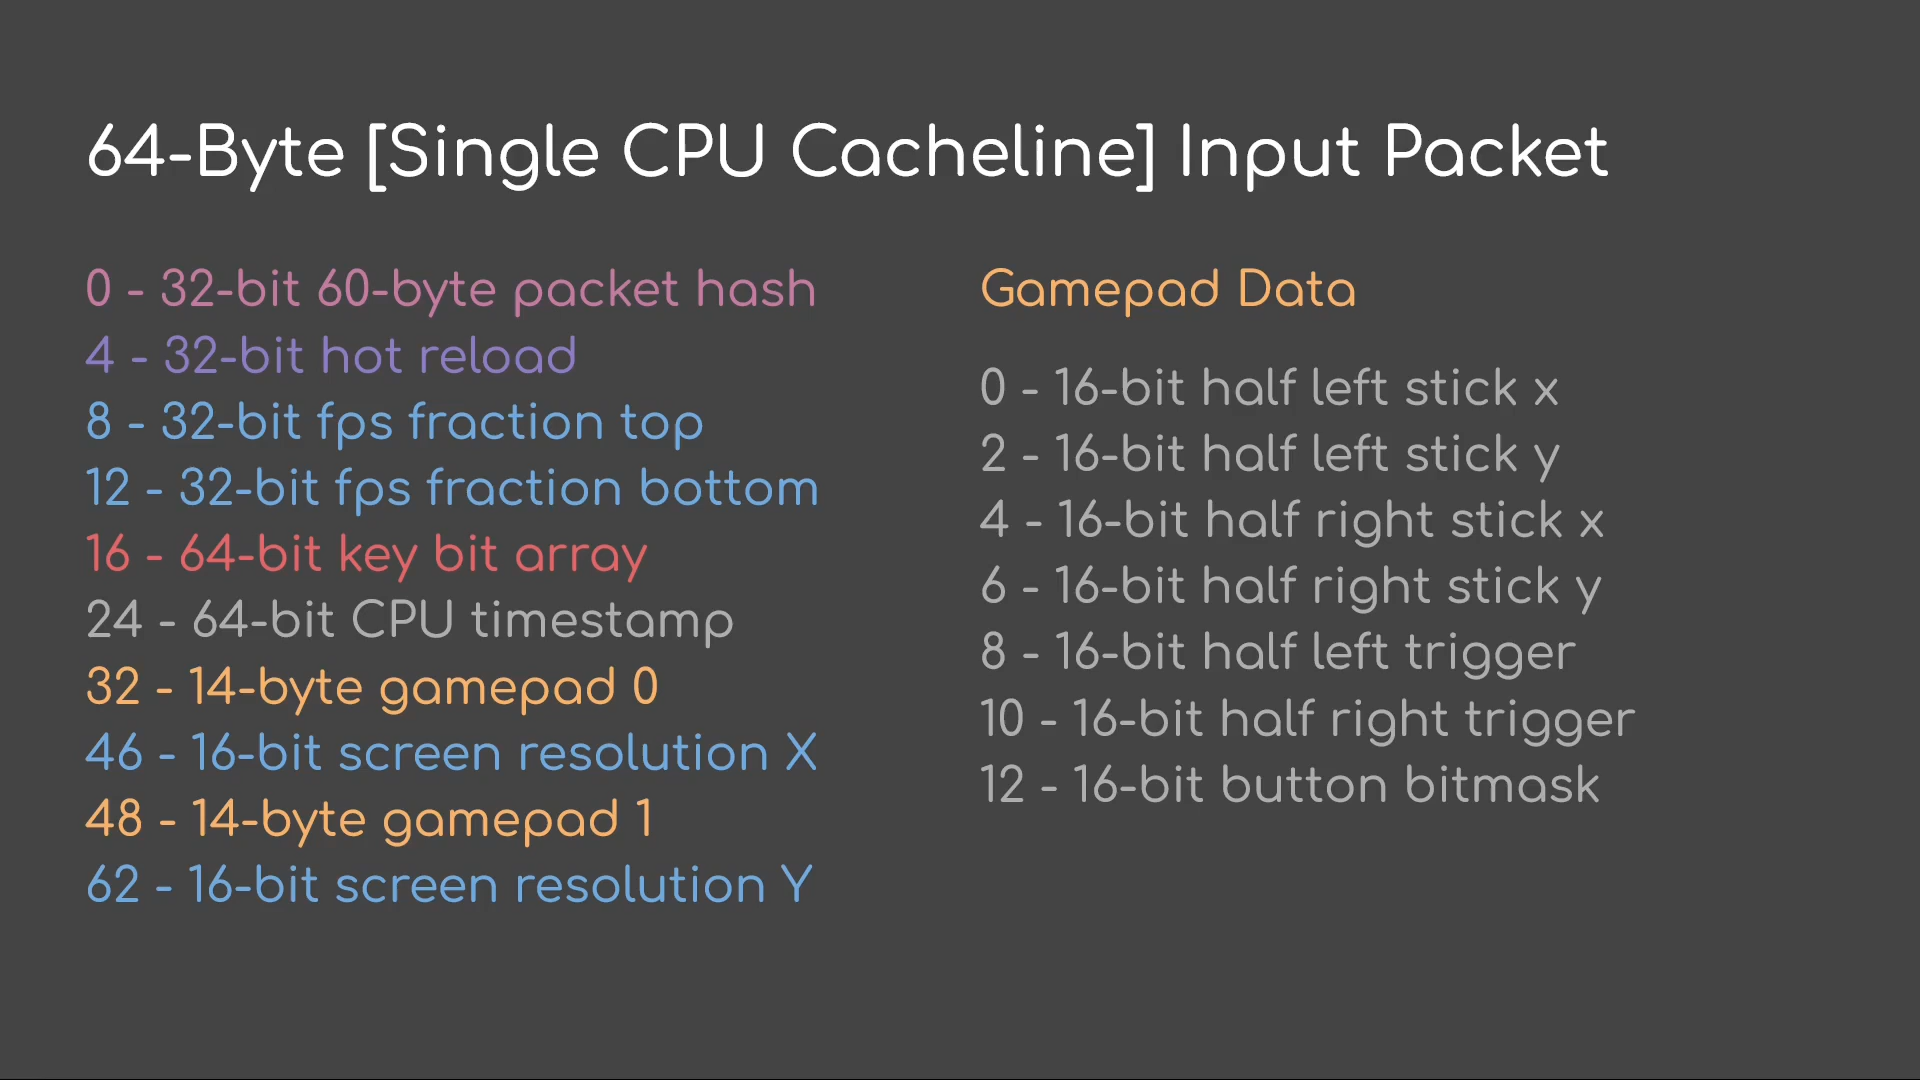 64-Byte [Single CPU Cacheline] Input Packet
0 - 32-bit 60-byte packet hash
4 - 32-bit hot reload
8 - 32-bit fps fraction top
12 - 32-bit fps fraction bottom
16 - 64-bit key bit array
24 - 64-bit CPU timestamp
32 - 14-byte gamepad 0
46 - 16-bit screen resolution X
48 - 14-byte gamepad 1
62 - 16-bit screen resolution Y
Gamepad Data
0 - 16-bit half left stick x
2 - 16-bit half left stick y
4 - 16-bit half right stick x
6 - 16-bit half right stick y
8 - 16-bit half left trigger
10 - 16-bit half right trigger
12 - 16-bit button bitmask